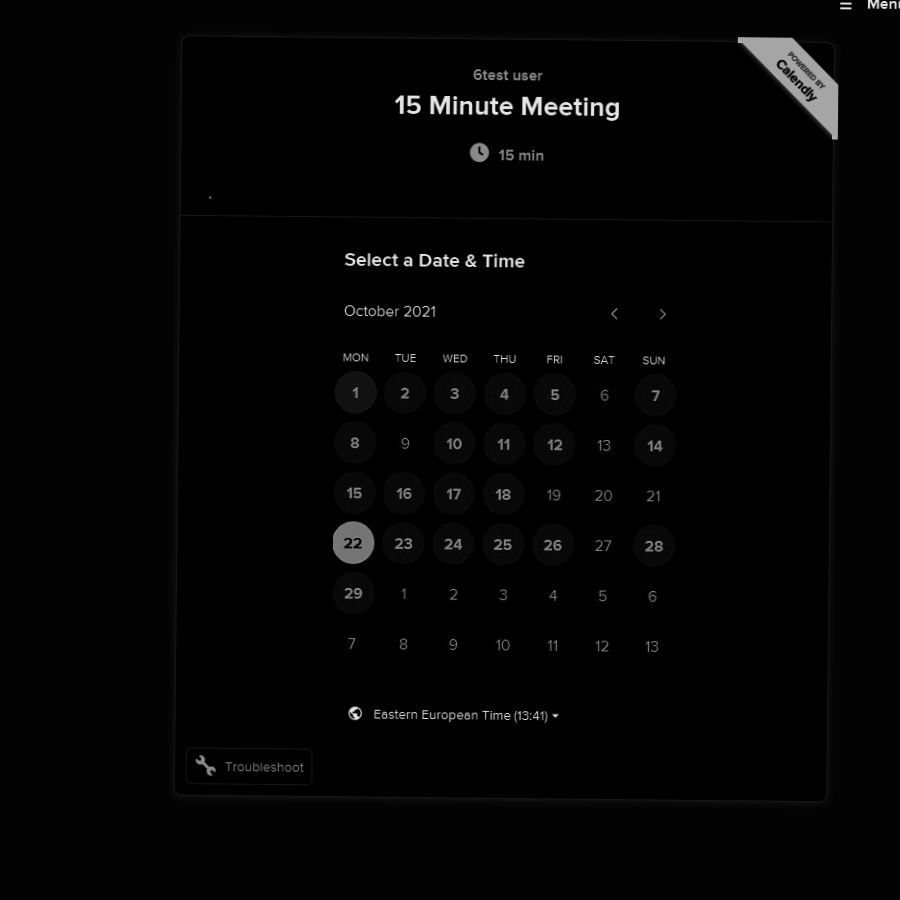 Menu
POWERED BY
Calendly
6test user
15 Minute Meeting
15 min
.
Select a Date & Time
October 2021
MON TUE WED THU FRI SAT SUN
1 2 3 4 5 6 7
8 9 10 11 12 13 14
15 16 17 18 19 20 21
22 23 24 25 26 27 28
29 1 2 3 4 5 6
7 8 9 10 11 12 13
Eastern European Time (13:41)
Troubleshoot